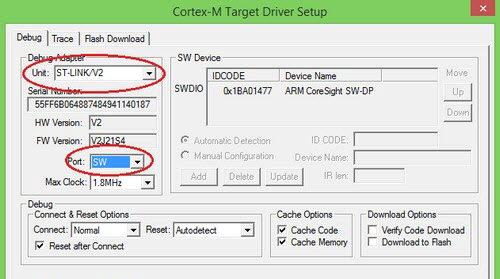 Cortex-M Target Driver Setup
Debug Trace Flash Download
Debug Adapter
Unit: ST-LINK/V2
Serial Number:
55FF6B064887484941140187
HW Version: V2
FW Version: V2J21S4
Port: SW
Max Clock: 1.8MHz
SW Device
IDCODE Device Name Move
SWDIO 0x1BA01477 ARM CoreSight SW-DP Up
Down
Automatic Detection ID CODE:
Manual Configuration Device Name:
Add Delete Update IR len:
Debug
Connect & Reset Options
Connect: Normal Reset: Autodetect
Reset after Connect
Cache Options
Cache Code
Cache Memory
Download Options
Verify Code Download
Download to Flash